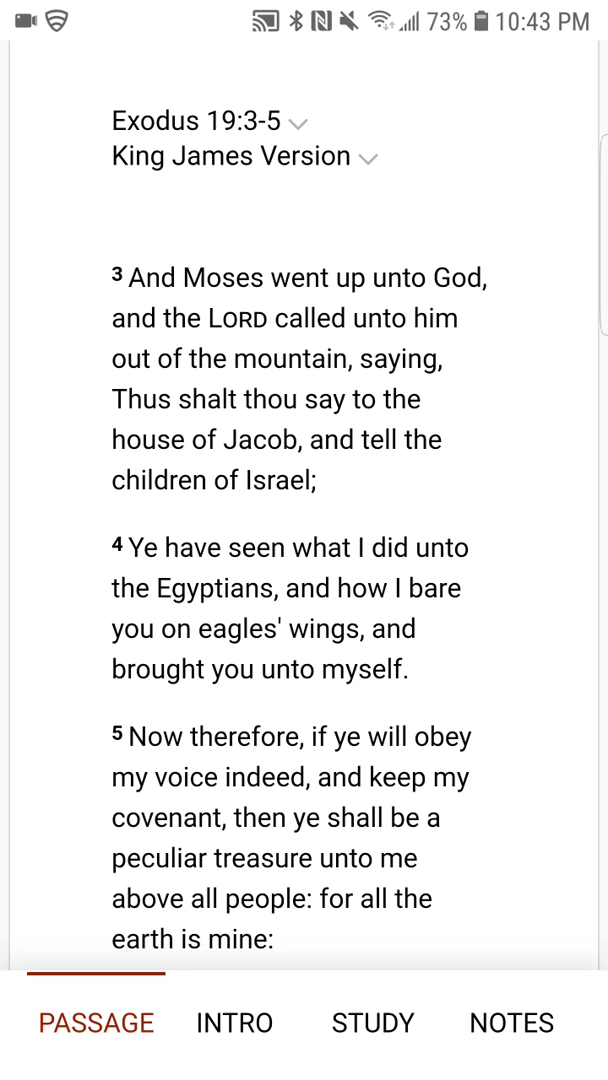 73% 10:43 PM
Exodus 19:3-5
King James Version
3 And Moses went up unto God,
and the LORD called unto him
out of the mountain, saying,
Thus shalt thou say to the
house of Jacob, and tell the
children of Israel;
4 Ye have seen what I did unto
the Egyptians, and how I bare
you on eagles' wings, and
brought you unto myself.
5 Now therefore, if ye will obey
my voice indeed, and keep my
covenant, then ye shall be a
peculiar treasure unto me
above all people: for all the
earth is mine:
PASSAGE INTRO STUDY NOTES